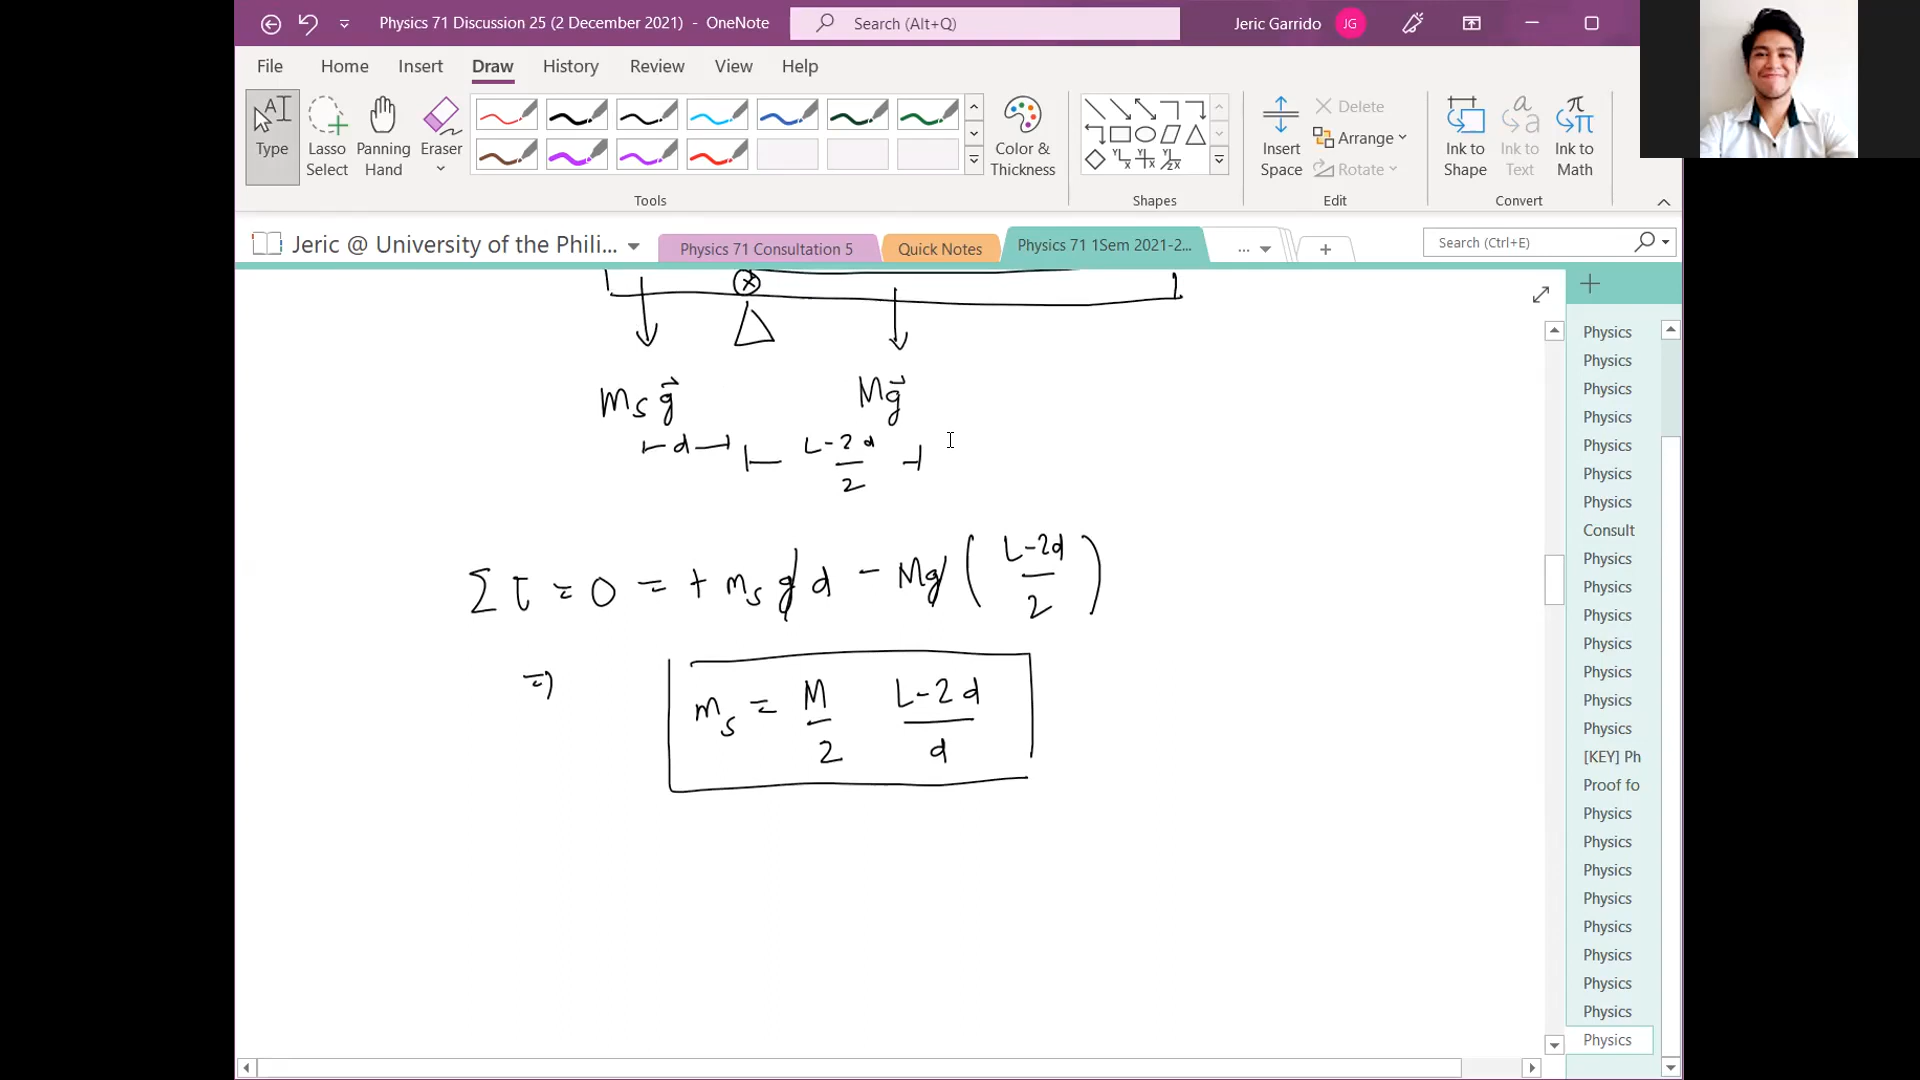 Physics 71 Discussion 25 (2 December 2021) - OneNote
Search (Alt+Q)
Jeric Garrido JG
File Home Insert Draw History Review View Help
Type
Lasso Select
Panning Hand
Eraser
Color & Thickness
Insert Space
Delete
Arrange
Rotate
Ink to Shape
Ink to Text
Ink to Math
Tools Shapes Edit Convert
Jeric @ University of the Phili...
Physics 71 Consultation 5
Quick Notes
Physics 71 1Sem 2021-2...
...
Search (Ctrl+E)
m_s g⃗ Mg⃗
d (L-2d)/2
Σ τ = 0 = + m_s g d - Mg ( (L-2d)/2 )
⇒ m_s = M/2 (L-2d)/d
Physics
Physics
Physics
Physics
Physics
Physics
Physics
Consult
Physics
Physics
Physics
Physics
Physics
Physics
Physics
[KEY] Ph
Proof fo
Physics
Physics
Physics
Physics
Physics
Physics
Physics
Physics
Physics